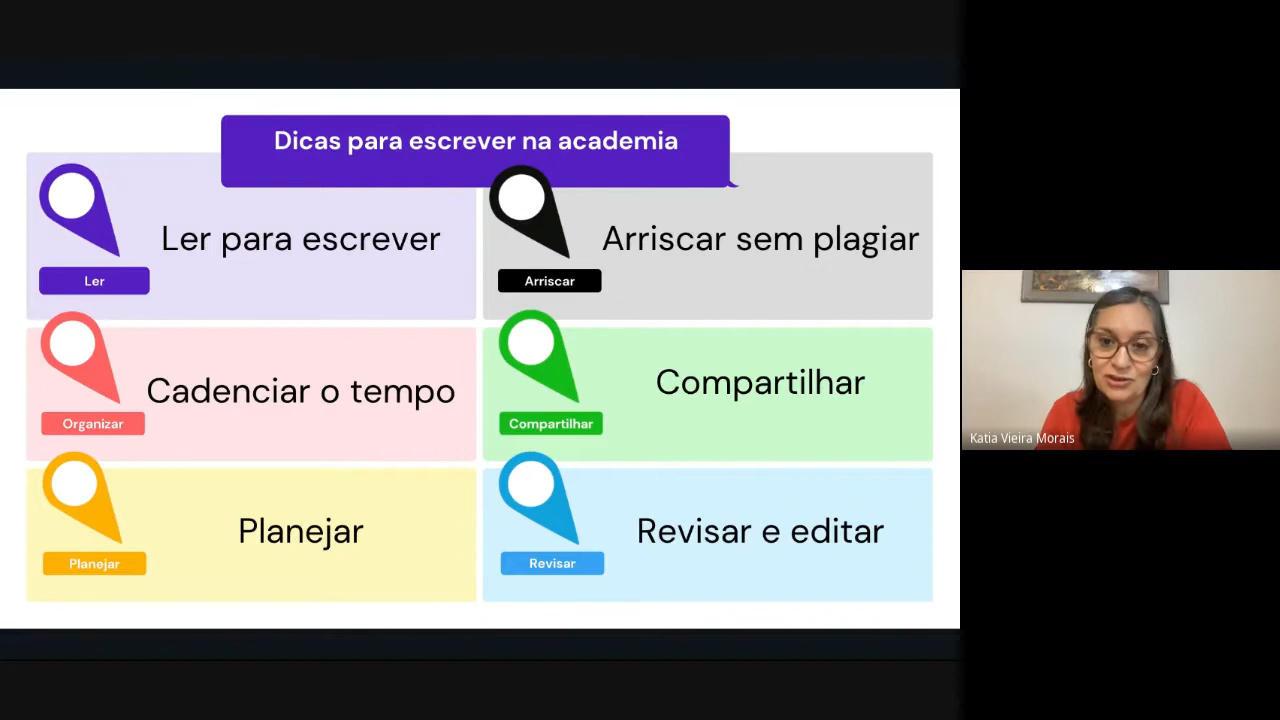 Dicas para escrever na academia
Ler para escrever
Ler
Arriscar sem plagiar
Arriscar
Cadenciar o tempo
Organizar
Compartilhar
Compartilhar
Planejar
Planejar
Revisar e editar
Revisar
Katia Vieira Morais